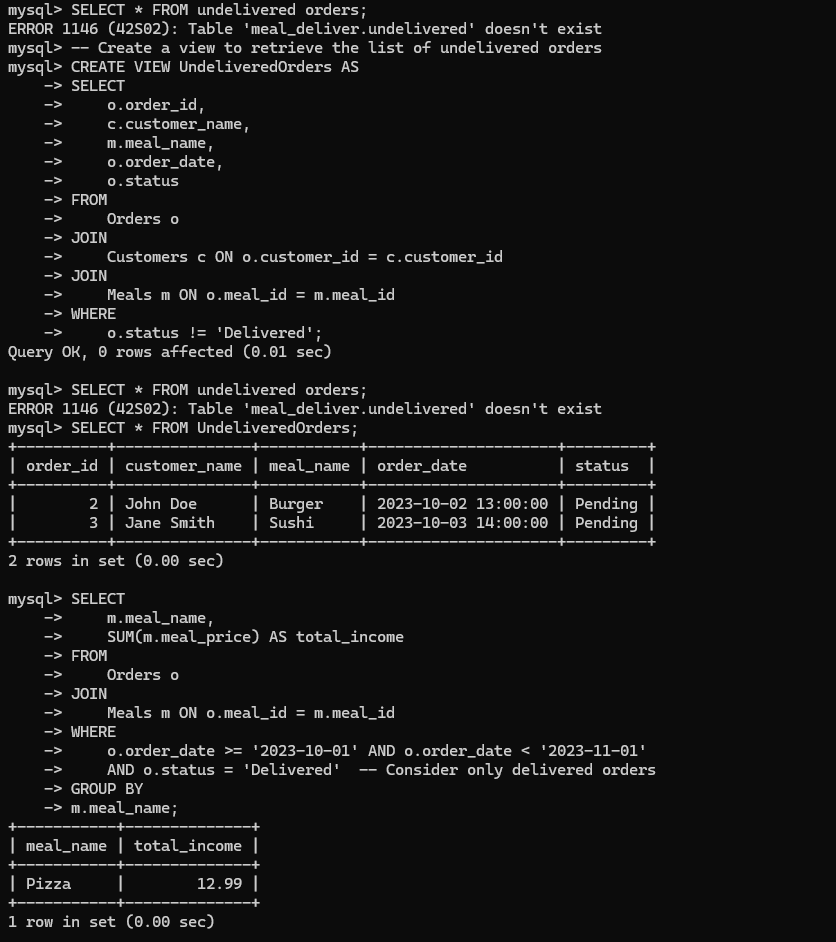 mysql> SELECT * FROM undelivered orders;
ERROR 1146 (42S02): Table 'meal_deliver.undelivered' doesn't exist
mysql> -- Create a view to retrieve the list of undelivered orders
mysql> CREATE VIEW UndeliveredOrders AS
    -> SELECT
    ->     o.order_id,
    ->     c.customer_name,
    ->     m.meal_name,
    ->     o.order_date,
    ->     o.status
    -> FROM
    ->     Orders o
    -> JOIN
    ->     Customers c ON o.customer_id = c.customer_id
    -> JOIN
    ->     Meals m ON o.meal_id = m.meal_id
    -> WHERE
    ->     o.status != 'Delivered';
Query OK, 0 rows affected (0.01 sec)

mysql> SELECT * FROM undelivered orders;
ERROR 1146 (42S02): Table 'meal_deliver.undelivered' doesn't exist
mysql> SELECT * FROM UndeliveredOrders;
+----------+---------------+-----------+---------------------+---------+
| order_id | customer_name | meal_name | order_date          | status  |
+----------+---------------+-----------+---------------------+---------+
|        2 | John Doe      | Burger    | 2023-10-02 13:00:00 | Pending |
|        3 | Jane Smith    | Sushi     | 2023-10-03 14:00:00 | Pending |
+----------+---------------+-----------+---------------------+---------+
2 rows in set (0.00 sec)

mysql> SELECT
    ->     m.meal_name,
    ->     SUM(m.meal_price) AS total_income
    -> FROM
    ->     Orders o
    -> JOIN
    ->     Meals m ON o.meal_id = m.meal_id
    -> WHERE
    ->     o.order_date >= '2023-10-01' AND o.order_date < '2023-11-01'
    ->     AND o.status = 'Delivered'  -- Consider only delivered orders
    -> GROUP BY
    -> m.meal_name;
+-----------+--------------+
| meal_name | total_income |
+-----------+--------------+
| Pizza     |        12.99 |
+-----------+--------------+
1 row in set (0.00 sec)